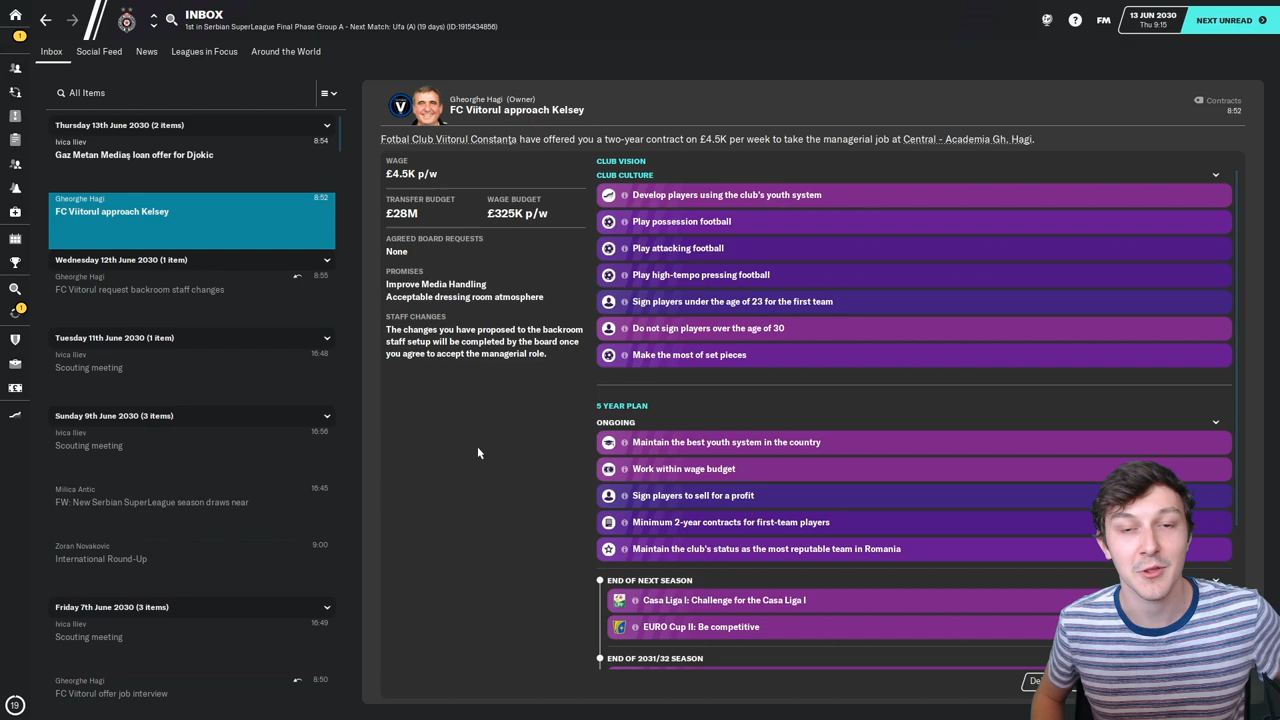 INBOX
1st in Serbian SuperLeague Final Phase Group A - Next Match: Ufa (A) (19 days) (ID:1915434856)
FM
13 JUN 2030
Thu 9:15
NEXT UNREAD
1
Inbox
Social Feed
News
Leagues in Focus
Around the World
All Items
Thursday 13th June 2030 (2 items)
Ivica Iliev
8:54
Gaz Metan Mediaş loan offer for Djokic
Gheorghe Hagi
8:52
FC Viitorul approach Kelsey
Wednesday 12th June 2030 (1 item)
Gheorghe Hagi
8:55
FC Viitorul request backroom staff changes
Tuesday 11th June 2030 (1 item)
Ivica Iliev
16:48
Scouting meeting
Sunday 9th June 2030 (3 items)
Ivica Iliev
16:56
Scouting meeting
Milica Antic
16:45
FW: New Serbian SuperLeague season draws near
Zoran Novakovic
9:00
International Round-Up
Friday 7th June 2030 (3 items)
Ivica Iliev
16:49
Scouting meeting
Gheorghe Hagi
8:50
FC Viitorul offer job interview
1
19
V
Gheorghe Hagi (Owner)
FC Viitorul approach Kelsey
Contracts
8:52
Fotbal Club Viitorul Constanta have offered you a two-year contract on £4.5K per week to take the managerial job at Central - Academia Gh. Hagi.
WAGE
£4.5K p/w
TRANSFER BUDGET
£28M
WAGE BUDGET
£325K p/w
AGREED BOARD REQUESTS
None
PROMISES
Improve Media Handling
Acceptable dressing room atmosphere
STAFF CHANGES
The changes you have proposed to the backroom
staff setup will be completed by the board once
you agree to accept the managerial role.
CLUB VISION
CLUB CULTURE
Develop players using the club's youth system
Play possession football
Play attacking football
Play high-tempo pressing football
Sign players under the age of 23 for the first team
Do not sign players over the age of 30
Make the most of set pieces
5 YEAR PLAN
ONGOING
Maintain the best youth system in the country
Work within wage budget
Sign players to sell for a profit
Minimum 2-year contracts for first-team players
Maintain the club's status as the most reputable team in Romania
END OF NEXT SEASON
Casa Liga I: Challenge for the Casa Liga I
EURO Cup II: Be competitive
END OF 2031/32 SEASON